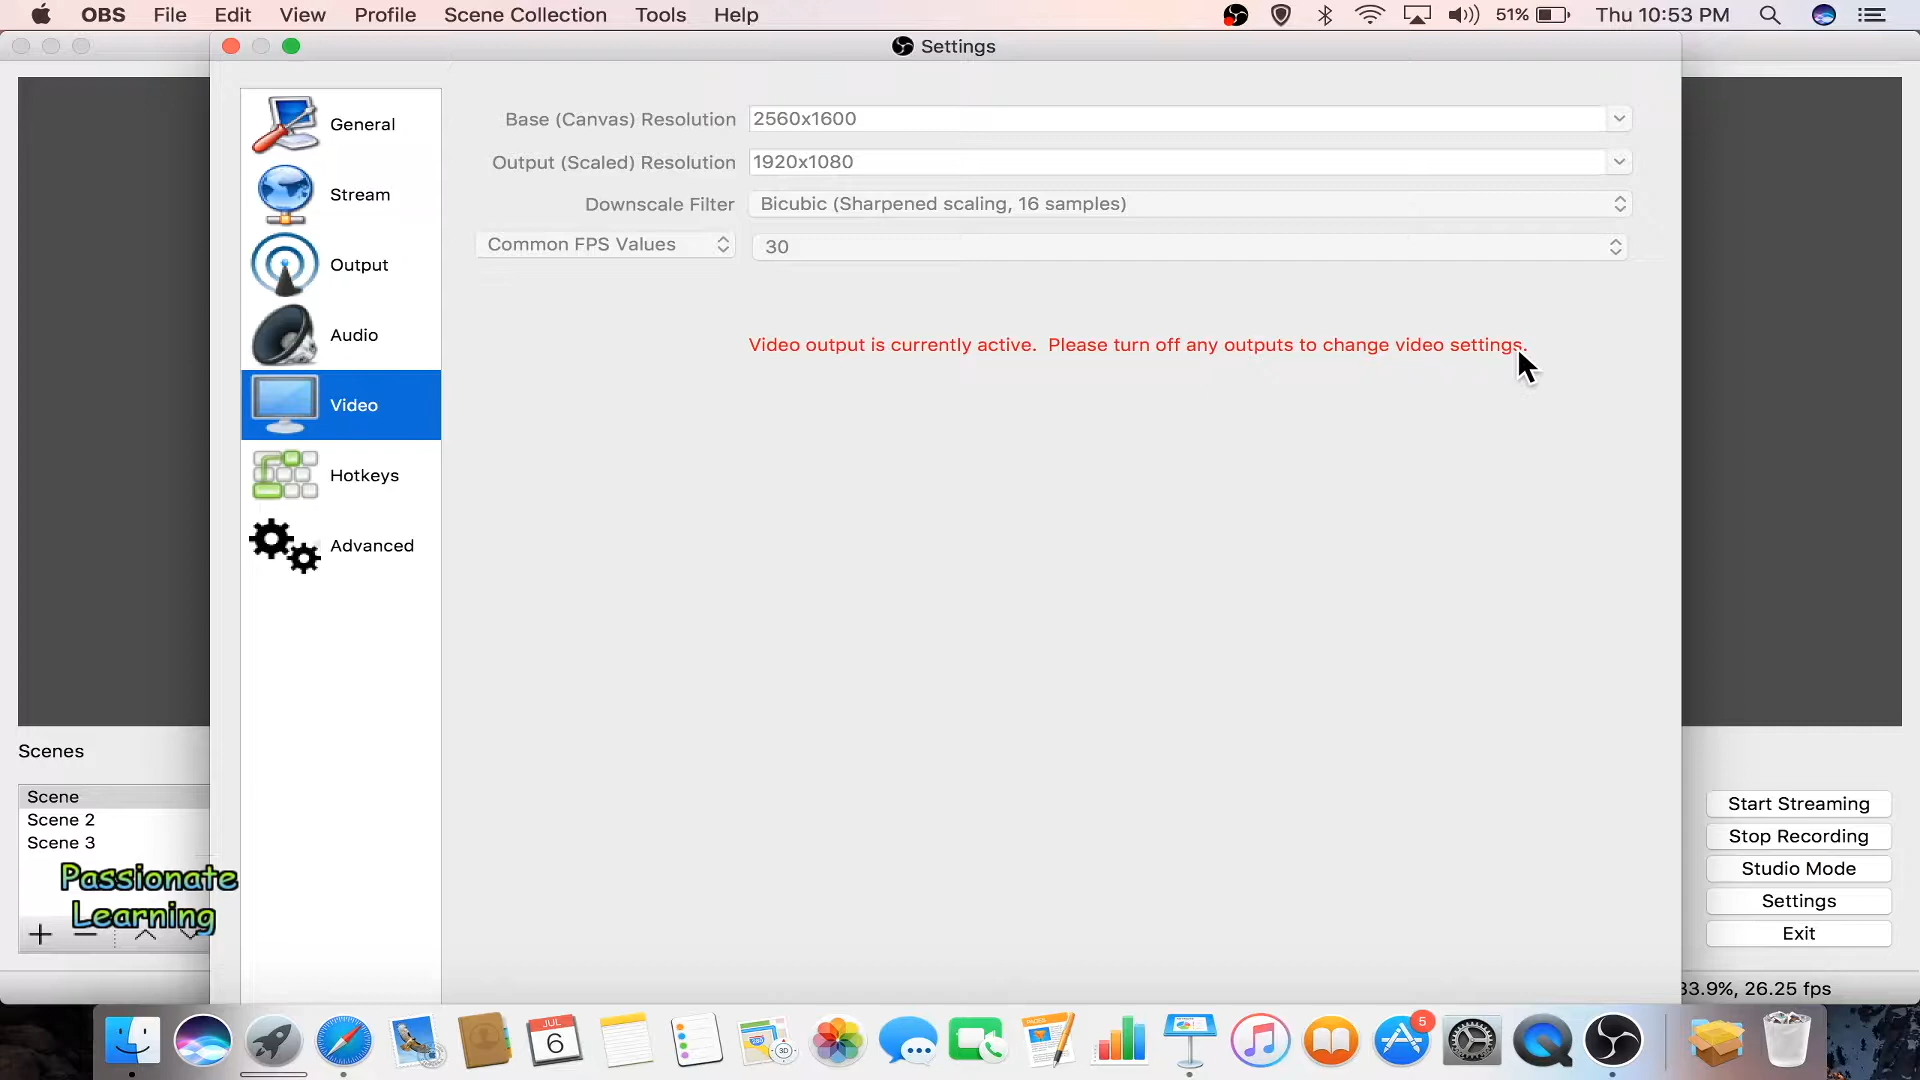 OBS File Edit View Profile Scene Collection Tools Help 51% Thu 10:53 PM
Settings
General
Stream
Output
Audio
Video
Hotkeys
Advanced
Base (Canvas) Resolution 2560x1600
Output (Scaled) Resolution 1920x1080
Downscale Filter Bicubic (Sharpened scaling, 16 samples)
Common FPS Values 30
Video output is currently active. Please turn off any outputs to change video settings.
Scenes
Scene
Scene 2
Scene 3
Passionate
Learning
Start Streaming
Stop Recording
Studio Mode
Settings
Exit
33.9%, 26.25 fps
JUL
6
280
3D
5